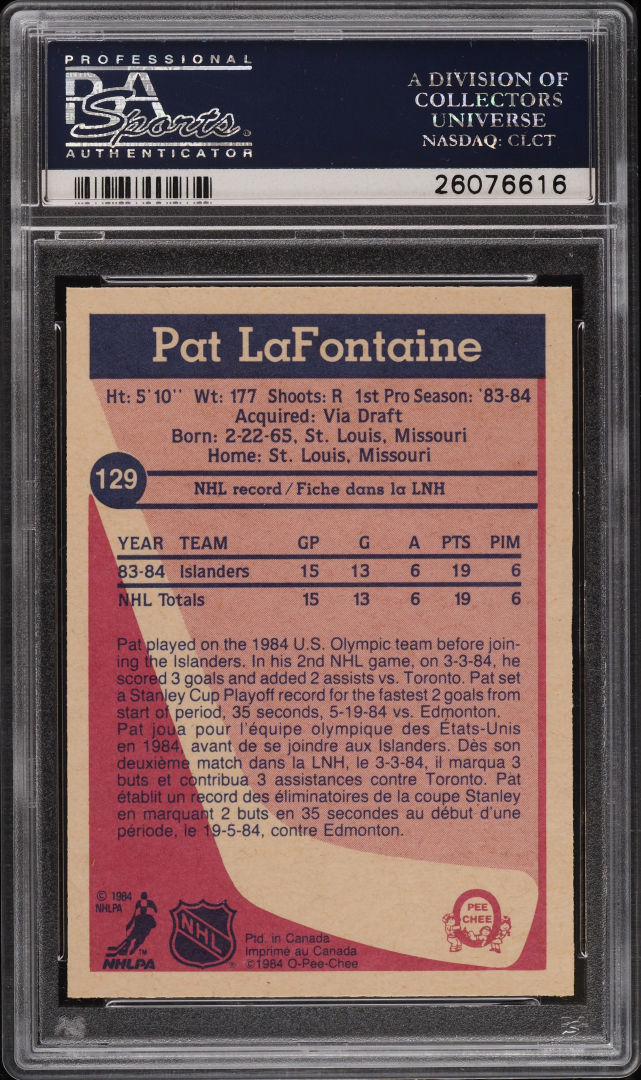 PROFESSIONAL
PSA
Sports
AUTHENTICATOR
A DIVISION OF
COLLECTORS
UNIVERSE
NASDAQ: CLCT
26076616
Pat LaFontaine
Ht: 5'10'' Wt: 177 Shoots: R 1st Pro Season: '83-84
Acquired: Via Draft
Born: 2-22-65, St. Louis, Missouri
Home: St. Louis, Missouri
129
NHL record/Fiche dans la LNH
YEAR TEAM GP G A PTS PIM
83-84 Islanders 15 13 6 19 6
NHL Totals 15 13 6 19 6
Pat played on the 1984 U.S. Olympic team before join-
ing the Islanders. In his 2nd NHL game, on 3-3-84, he
scored 3 goals and added 2 assists vs. Toronto. Pat set
a Stanley Cup Playoff record for the fastest 2 goals from
start of period, 35 seconds, 5-19-84 vs. Edmonton.
Pat joua pour l'équipe olympique des États-Unis
en 1984, avant de se joindre aux Islanders. Dès son
deuxième match dans la LNH, le 3-3-84, il marqua 3
buts et contribua 3 assistances contre Toronto. Pat
établit un record des éliminatoires de la coupe Stanley
en marquant 2 buts en 35 secondes au début d'une
période, le 19-5-84, contre Edmonton.
© 1984
NHLPA
TM
NHLPA
NHL
®
Ptd. in Canada
Imprimé au Canada
©1984 O-Pee-Chee
PEE
CHEE